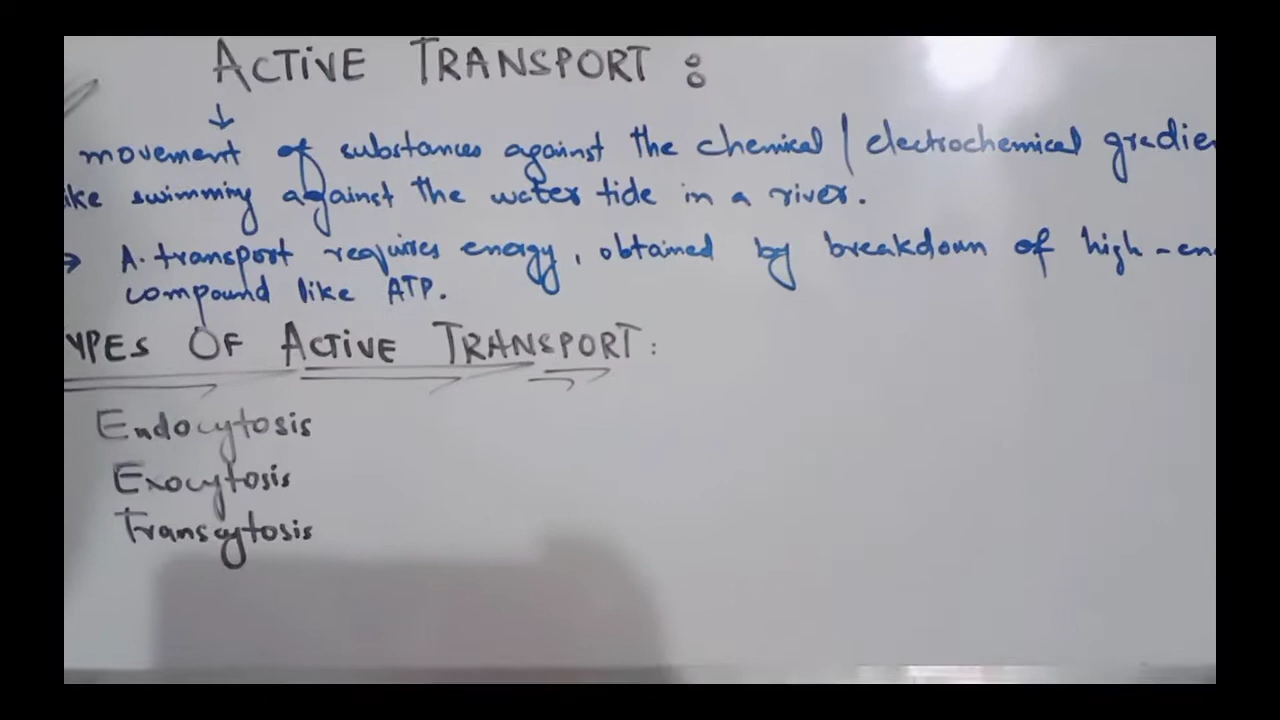 ACTIVE TRANSPORT :
↓
movement of substances against the chemical / electrochemical gradie
ike swimming against the water tide in a river.
→ A. transport requires energy, obtained by breakdown of high-en
compound like ATP.
YPES OF ACTIVE TRANSPORT :
Endocytosis
Exocytosis
Transcytosis